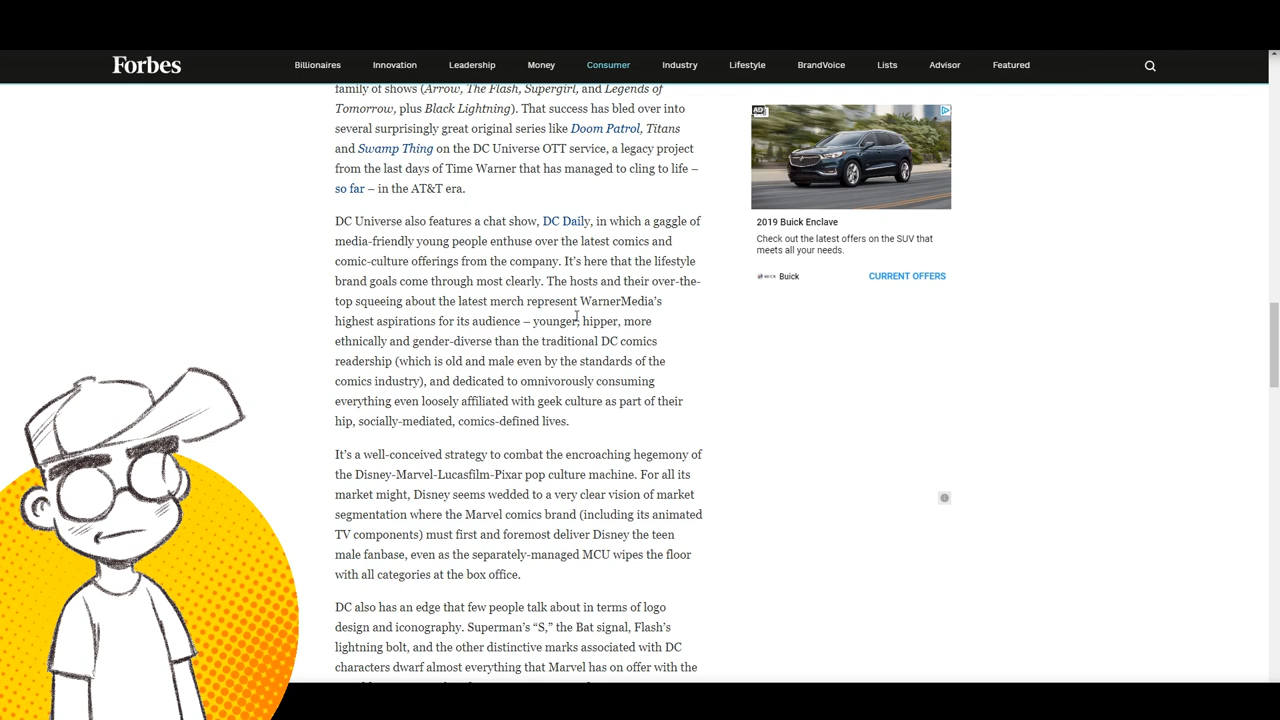 Forbes
Billionaires
Innovation
Leadership
Money
Consumer
Industry
Lifestyle
BrandVoice
Lists
Advisor
Featured
family of shows (Arrow, The Flash, Supergirl, and Legends of
Tomorrow, plus Black Lightning). That success has bled over into
several surprisingly great original series like Doom Patrol, Titans
and Swamp Thing on the DC Universe OTT service, a legacy project
from the last days of Time Warner that has managed to cling to life –
so far – in the AT&T era.
DC Universe also features a chat show, DC Daily, in which a gaggle of
media-friendly young people enthuse over the latest comics and
comic-culture offerings from the company. It's here that the lifestyle
brand goals come through most clearly. The hosts and their over-the-
top squeeing about the latest merch represent WarnerMedia's
highest aspirations for its audience – younger, hipper, more
ethnically and gender-diverse than the traditional DC comics
readership (which is old and male even by the standards of the
comics industry), and dedicated to omnivorously consuming
everything even loosely affiliated with geek culture as part of their
hip, socially-mediated, comics-defined lives.
It's a well-conceived strategy to combat the encroaching hegemony of
the Disney-Marvel-Lucasfilm-Pixar pop culture machine. For all its
market might, Disney seems wedded to a very clear vision of market
segmentation where the Marvel comics brand (including its animated
TV components) must first and foremost deliver Disney the teen
male fanbase, even as the separately-managed MCU wipes the floor
with all categories at the box office.
DC also has an edge that few people talk about in terms of logo
design and iconography. Superman's “S,” the Bat signal, Flash's
lightning bolt, and the other distinctive marks associated with DC
characters dwarf almost everything that Marvel has on offer with the
AD
2019 Buick Enclave
Check out the latest offers on the SUV that
meets all your needs.
Buick
CURRENT OFFERS